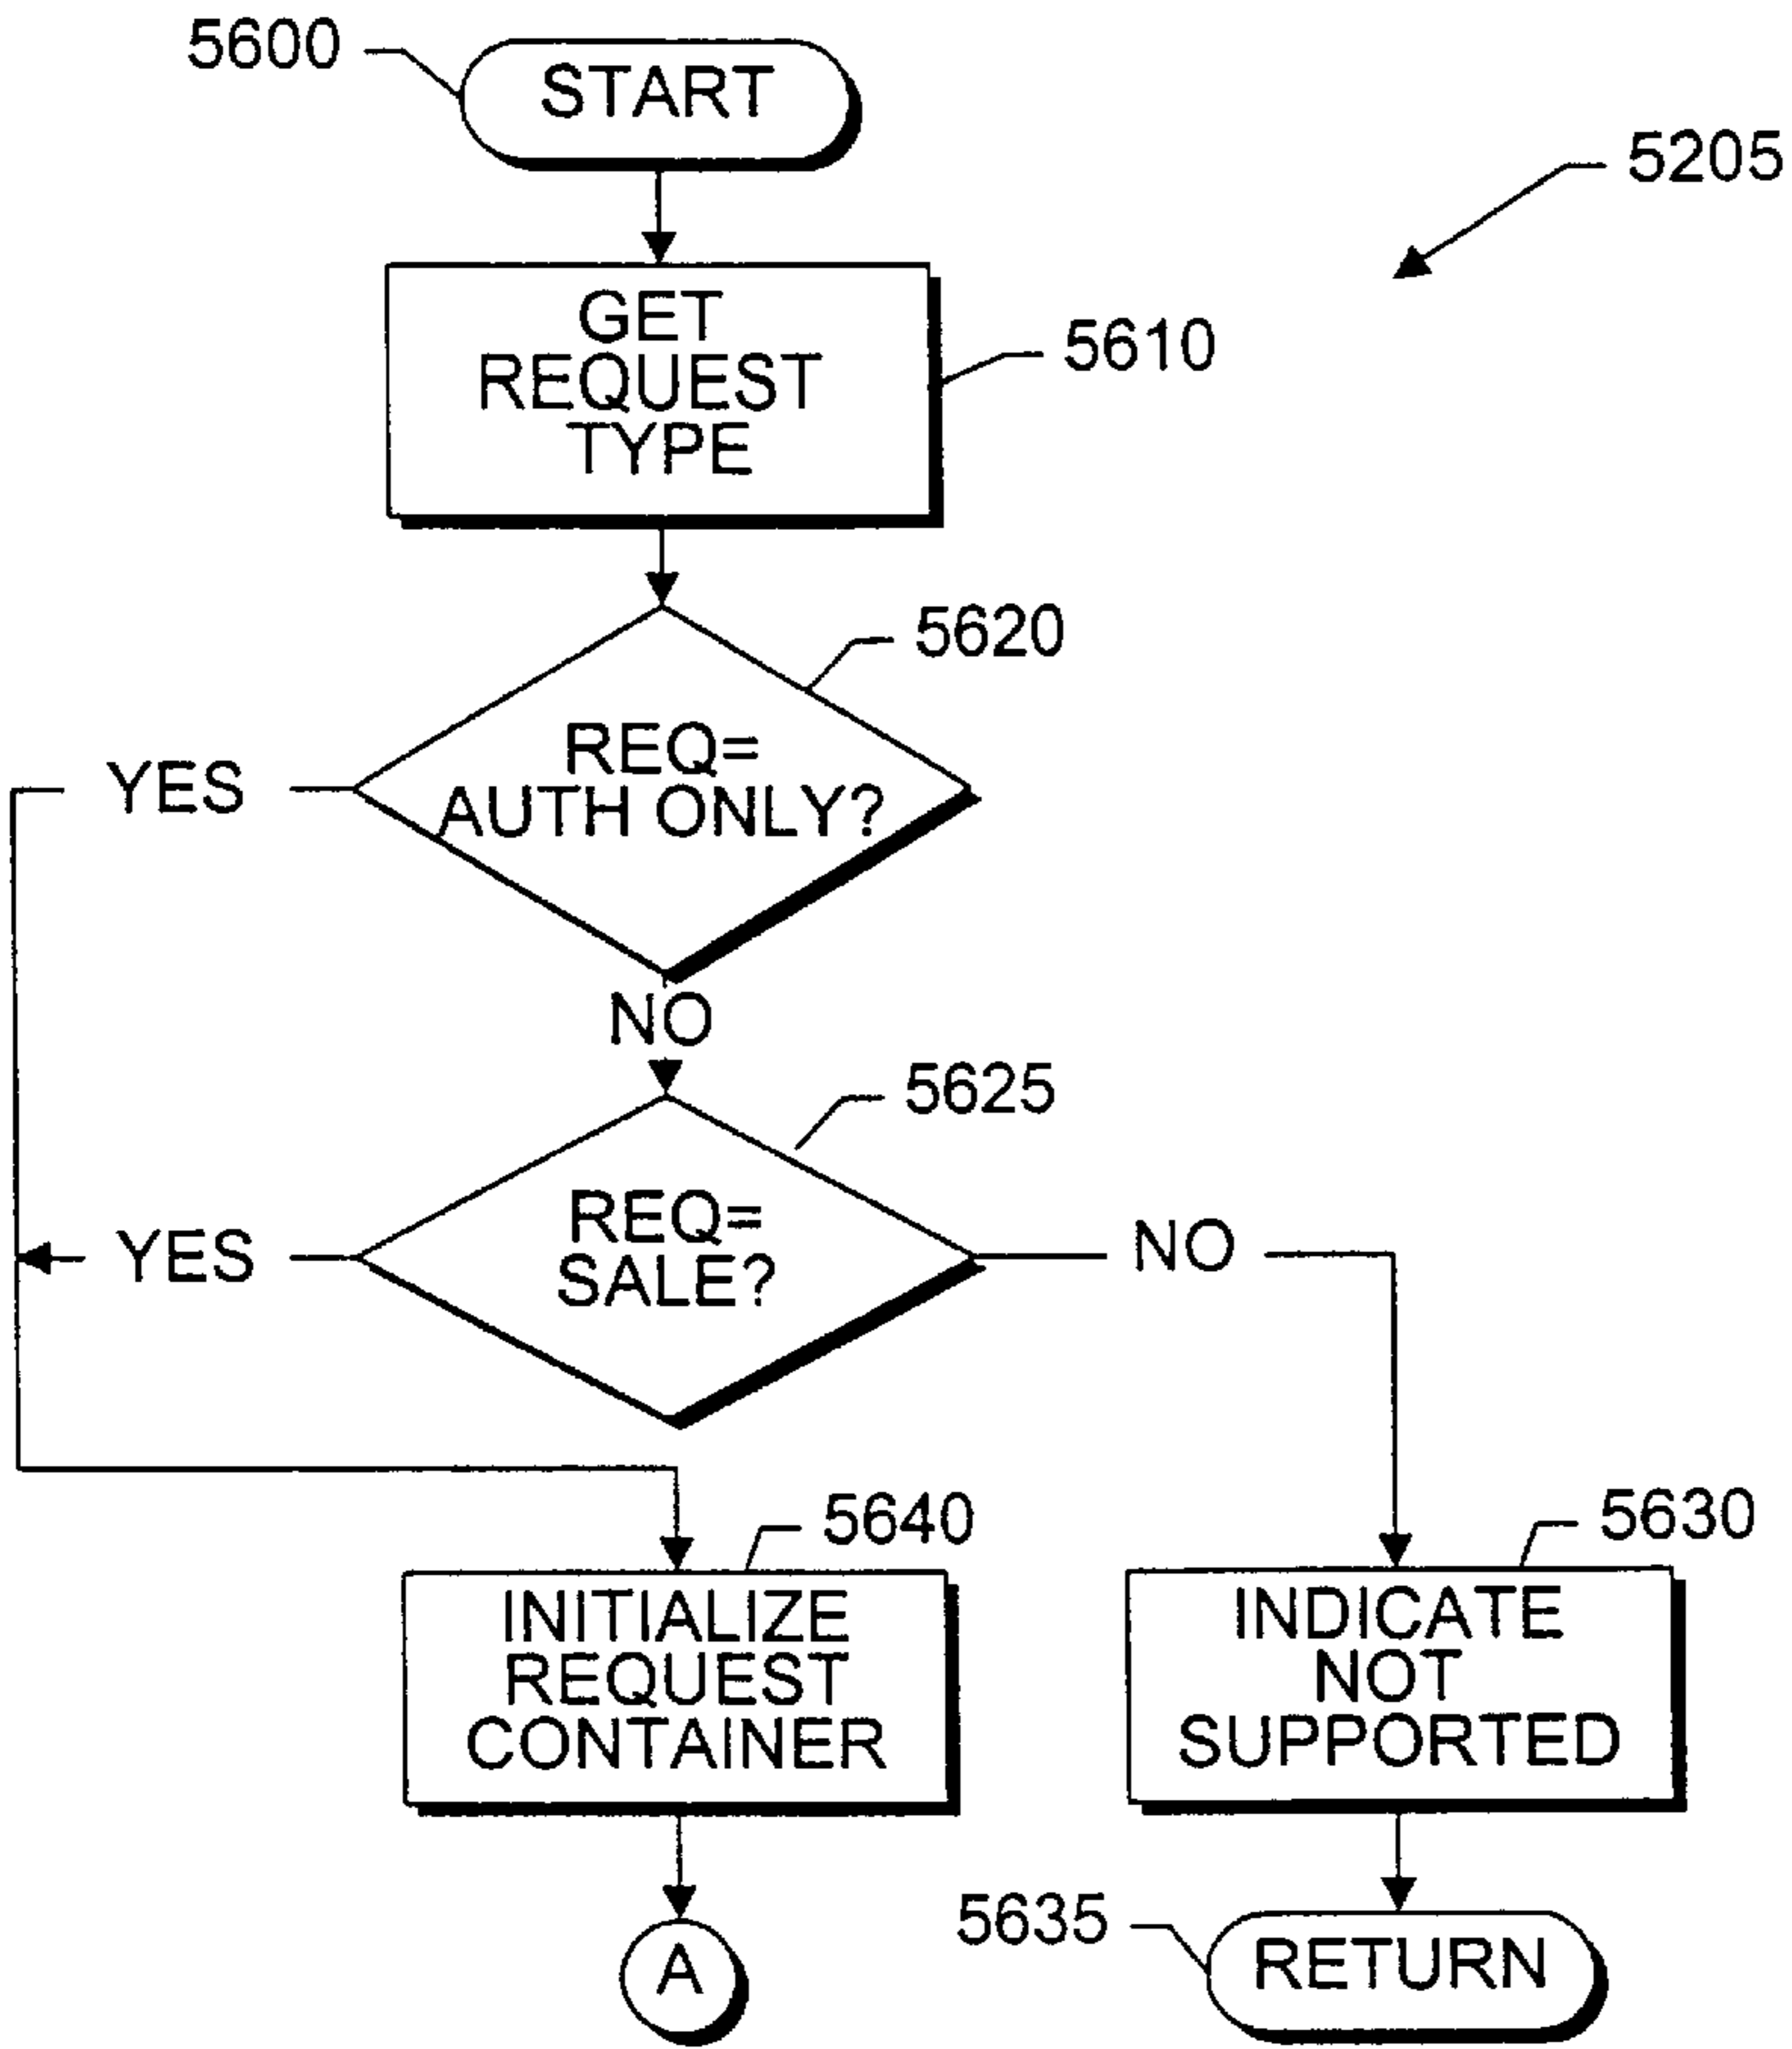 5600
START
5205
GET
REQUEST
TYPE
5610
5620
REQ=
AUTH ONLY?
YES
NO
5625
REQ=
SALE?
YES
NO
5640
INITIALIZE
REQUEST
CONTAINER
5630
INDICATE
NOT
SUPPORTED
A
5635
RETURN